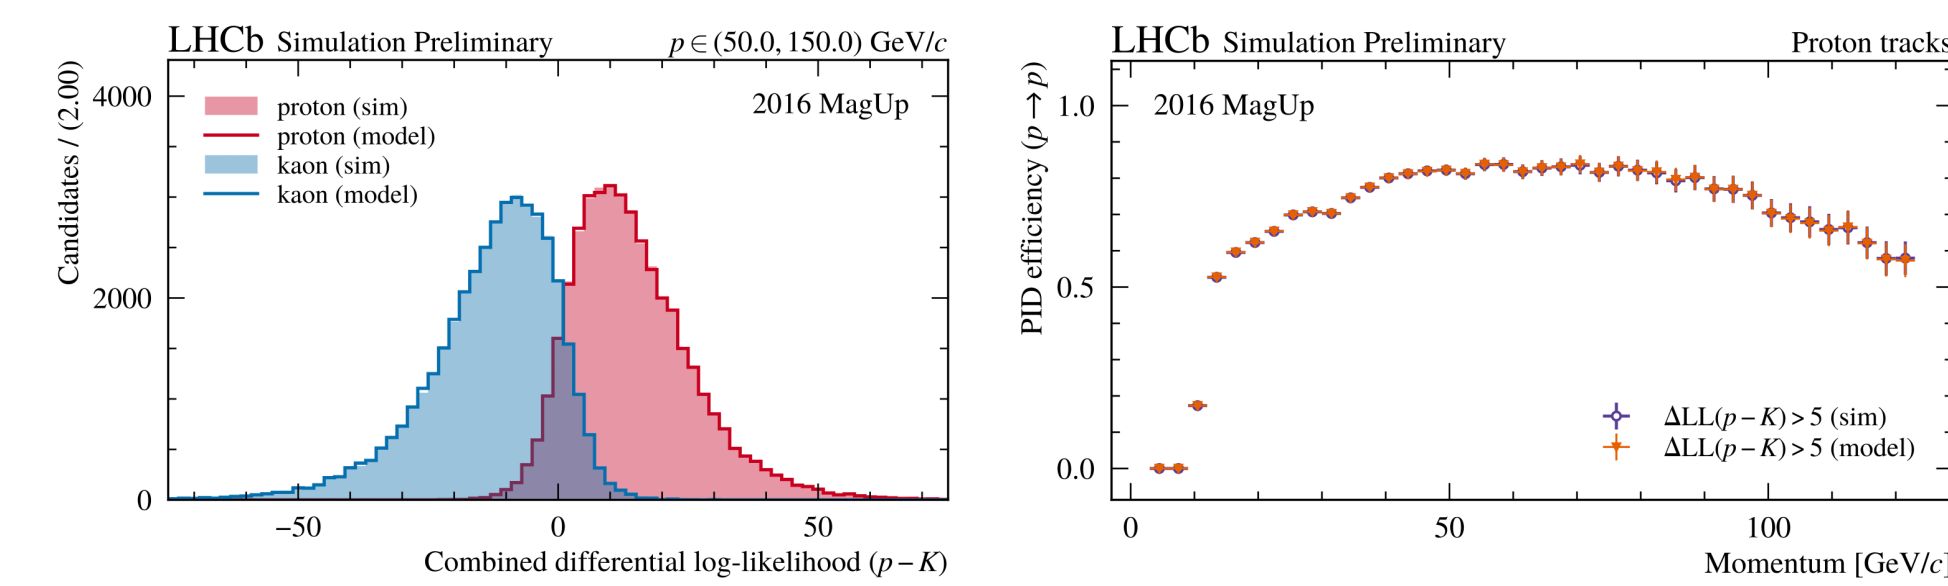 LHCb Simulation Preliminary p ∈ (50.0, 150.0) GeV/c
2016 MagUp
proton (sim)
proton (model)
kaon (sim)
kaon (model)
Candidates / (2.00)
4000
2000
0
−50 0 50
Combined differential log-likelihood (p − K)
LHCb Simulation Preliminary Proton tracks
2016 MagUp
PID efficiency (p → p)
1.0
0.5
0.0
ΔLL(p − K) > 5 (sim)
ΔLL(p − K) > 5 (model)
0 50 100
Momentum [GeV/c]